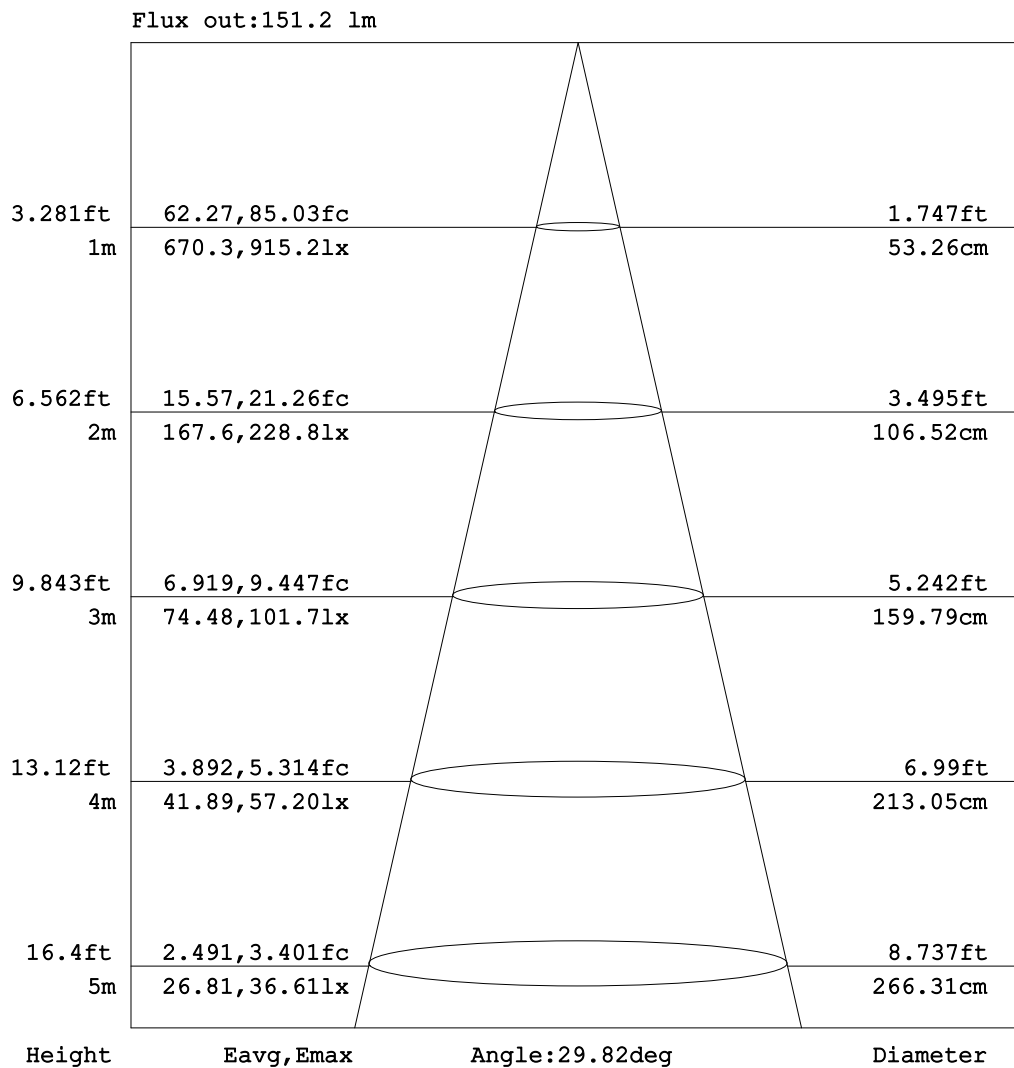 Flux out:151.2 lm
3.281ft 62.27,85.03fc 1.747ft
1m 670.3,915.2lx 53.26cm
6.562ft 15.57,21.26fc 3.495ft
2m 167.6,228.8lx 106.52cm
9.843ft 6.919,9.447fc 5.242ft
3m 74.48,101.7lx 159.79cm
13.12ft 3.892,5.314fc 6.99ft
4m 41.89,57.20lx 213.05cm
16.4ft 2.491,3.401fc 8.737ft
5m 26.81,36.61lx 266.31cm
Height Eavg,Emax Angle:29.82deg Diameter